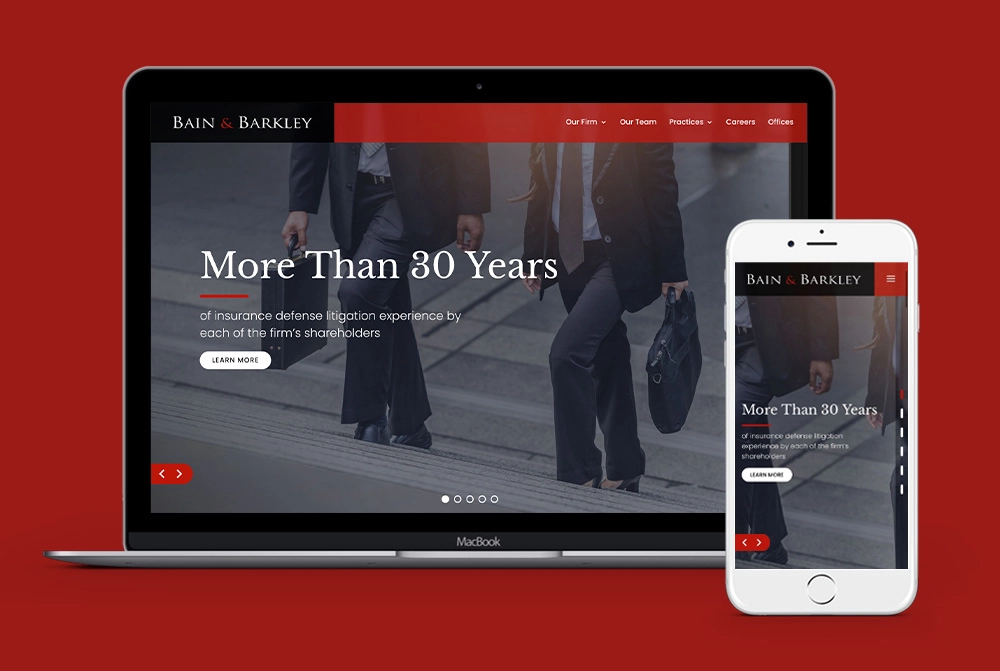 BAIN & BARKLEY
Our Firm
Our Team
Practices
Careers
Offices
More Than 30 Years
of insurance defense litigation experience by
each of the firm's shareholders
LEARN MORE
MacBook
BAIN & BARKLEY
More Than 30 Years
of insurance defense litigation
experience by each of the firm's
shareholders
LEARN MORE